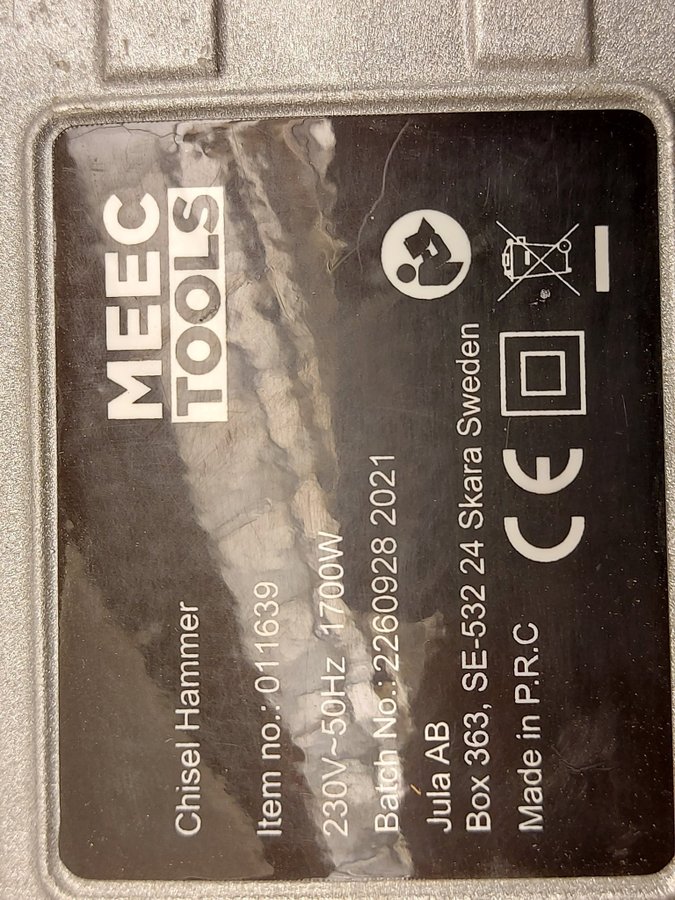 MEEC
TOOLS
Chisel Hammer
Item no.: 011639
230V~50Hz 1700W
Batch No.: 2260928 2021
Jula AB
Box 363, SE-532 24 Skara Sweden
Made in P.R.C
CE